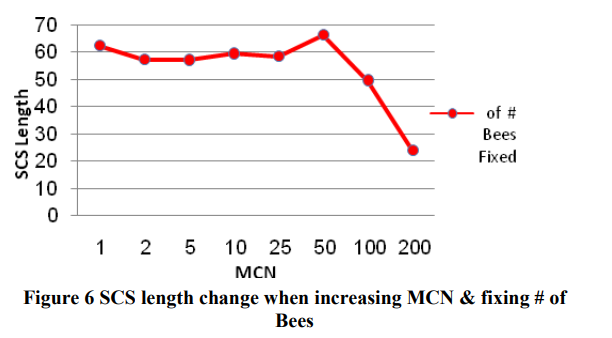 70
60
50
40
30
20
10
0
SCS Length
1 2 5 10 25 50 100 200
MCN
of #
Bees
Fixed
Figure 6 SCS length change when increasing MCN & fixing # of
Bees